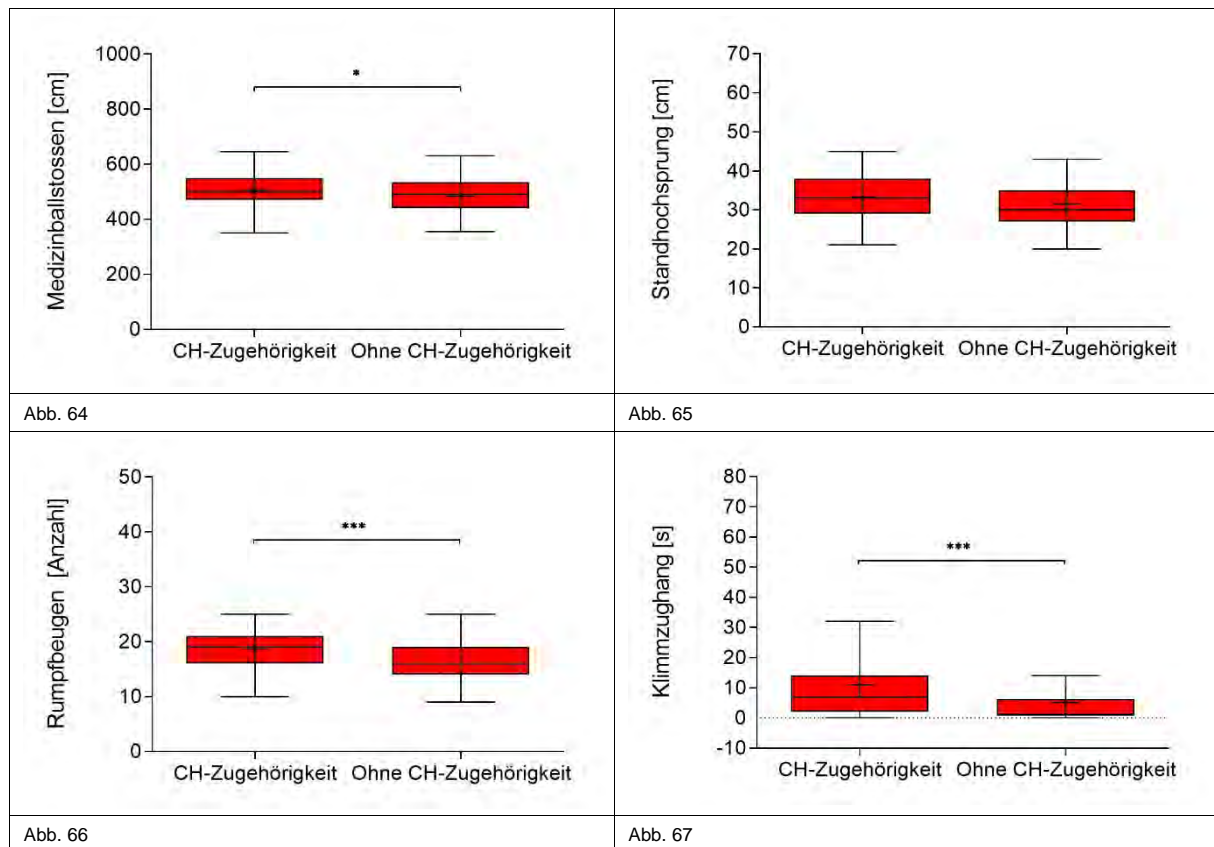 Medizinballstossen [cm]
1000
800
600
400
200
0
*
CH-Zugehörigkeit Ohne CH-Zugehörigkeit
Abb. 64
Standhochsprung [cm]
70
60
50
40
30
20
10
0
CH-Zugehörigkeit Ohne CH-Zugehörigkeit
Abb. 65
Rumpfbeugen [Anzahl]
50
40
30
20
10
0
***
CH-Zugehörigkeit Ohne CH-Zugehörigkeit
Abb. 66
Klimmzughang [s]
80
70
60
50
40
30
20
10
0
-10
***
CH-Zugehörigkeit Ohne CH-Zugehörigkeit
Abb. 67